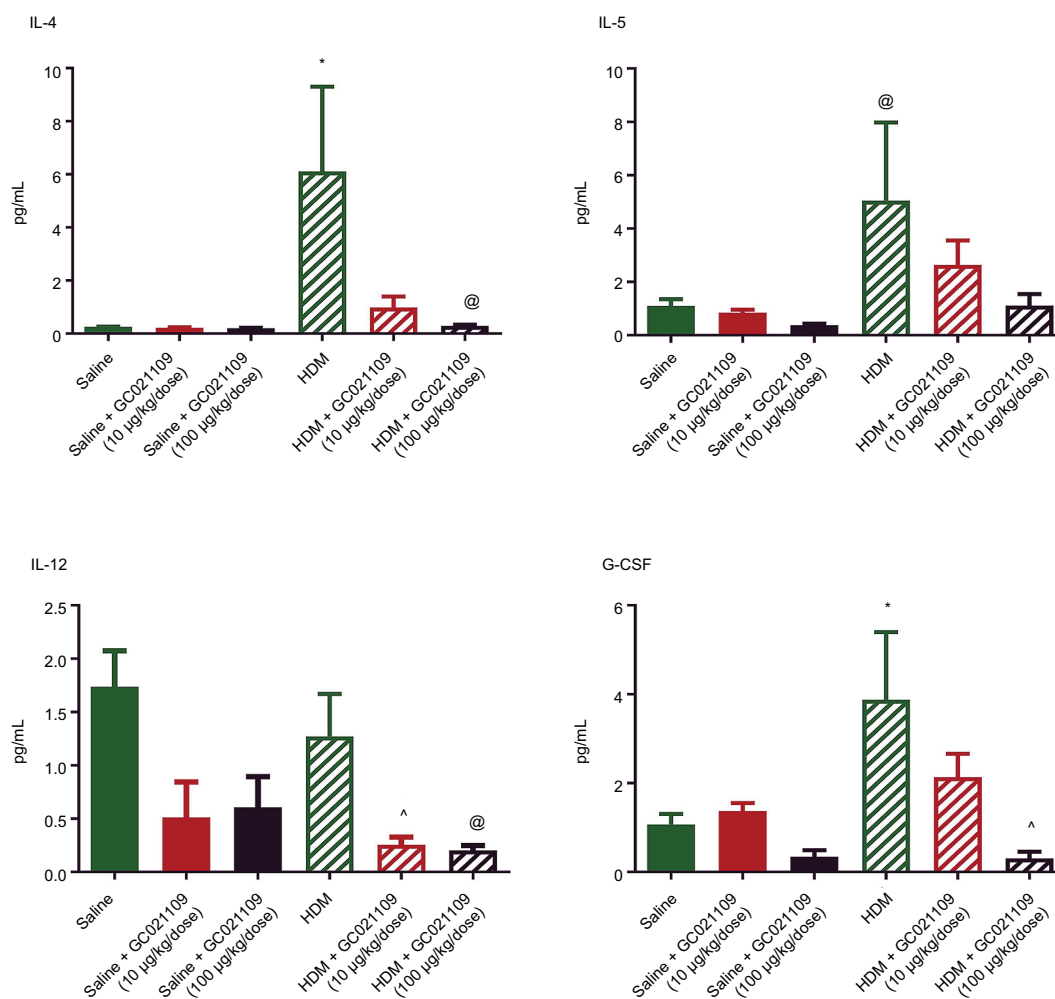 IL-4
*
10
8
6
4
2
0
pg/mL
@
Saline
Saline + GC021109
(10 µg/kg/dose)
Saline + GC021109
(100 µg/kg/dose)
HDM
HDM + GC021109
(10 µg/kg/dose)
HDM + GC021109
(100 µg/kg/dose)
IL-5
@
10
8
6
4
2
0
pg/mL
Saline
Saline + GC021109
(10 µg/kg/dose)
Saline + GC021109
(100 µg/kg/dose)
HDM
HDM + GC021109
(10 µg/kg/dose)
HDM + GC021109
(100 µg/kg/dose)
IL-12
2.5
2.0
1.5
1.0
0.5
0.0
pg/mL
^
@
Saline
Saline + GC021109
(10 µg/kg/dose)
Saline + GC021109
(100 µg/kg/dose)
HDM
HDM + GC021109
(10 µg/kg/dose)
HDM + GC021109
(100 µg/kg/dose)
G-CSF
*
6
4
2
0
pg/mL
^
Saline
Saline + GC021109
(10 µg/kg/dose)
Saline + GC021109
(100 µg/kg/dose)
HDM
HDM + GC021109
(10 µg/kg/dose)
HDM + GC021109
(100 µg/kg/dose)